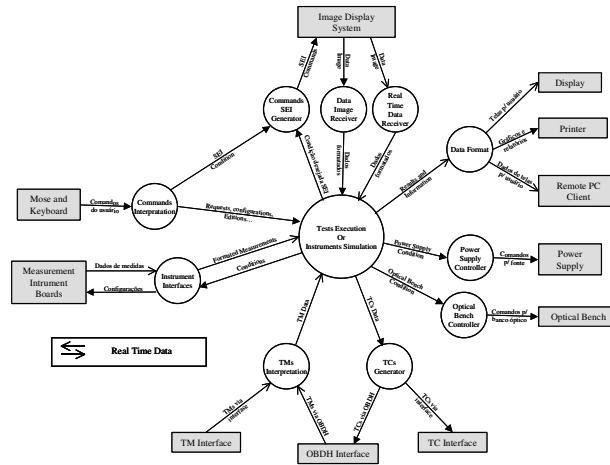 Image Display
System
SEI
Commands
Data
Image
Data
Image
Commands
SEI
Generator
Data
Image
Receiver
Real
Time
Data
Receiver
Display
Telas p/ usuário
Printer
Gráficos e
relatórios
Data Format
Dados de telas
p/ usuário
Remote PC
Client
SEI
Condition
Condição desejada SEI
Dados
formatados
Dados
formatados
Results and
Information
Mose and
Keyboard
Comandos
do usuário
Commands
Interpratation
Requests, configurations,
Editions...
Tests Execution
Or
Instruments Simulation
Power Supply
Condition
Power
Supply
Controller
Comandos
p/ fonte
Power
Supply
Measurement
Intrument
Boards
Dados de medidas
Configurações
Instrument
Interfaces
Formated Measurements
Conditions
Optical Bench
Condition
Optical
Bench
Controller
Comandos p/
banco óptico
Optical Bench
TM Data
TCs Data
Real Time Data
TMs
Interpretation
TCs
Generator
TMs via
interface
TMs via OBDH
TCs via OBDH
TCs via
interface
TM Interface
OBDH Interface
TC Interface